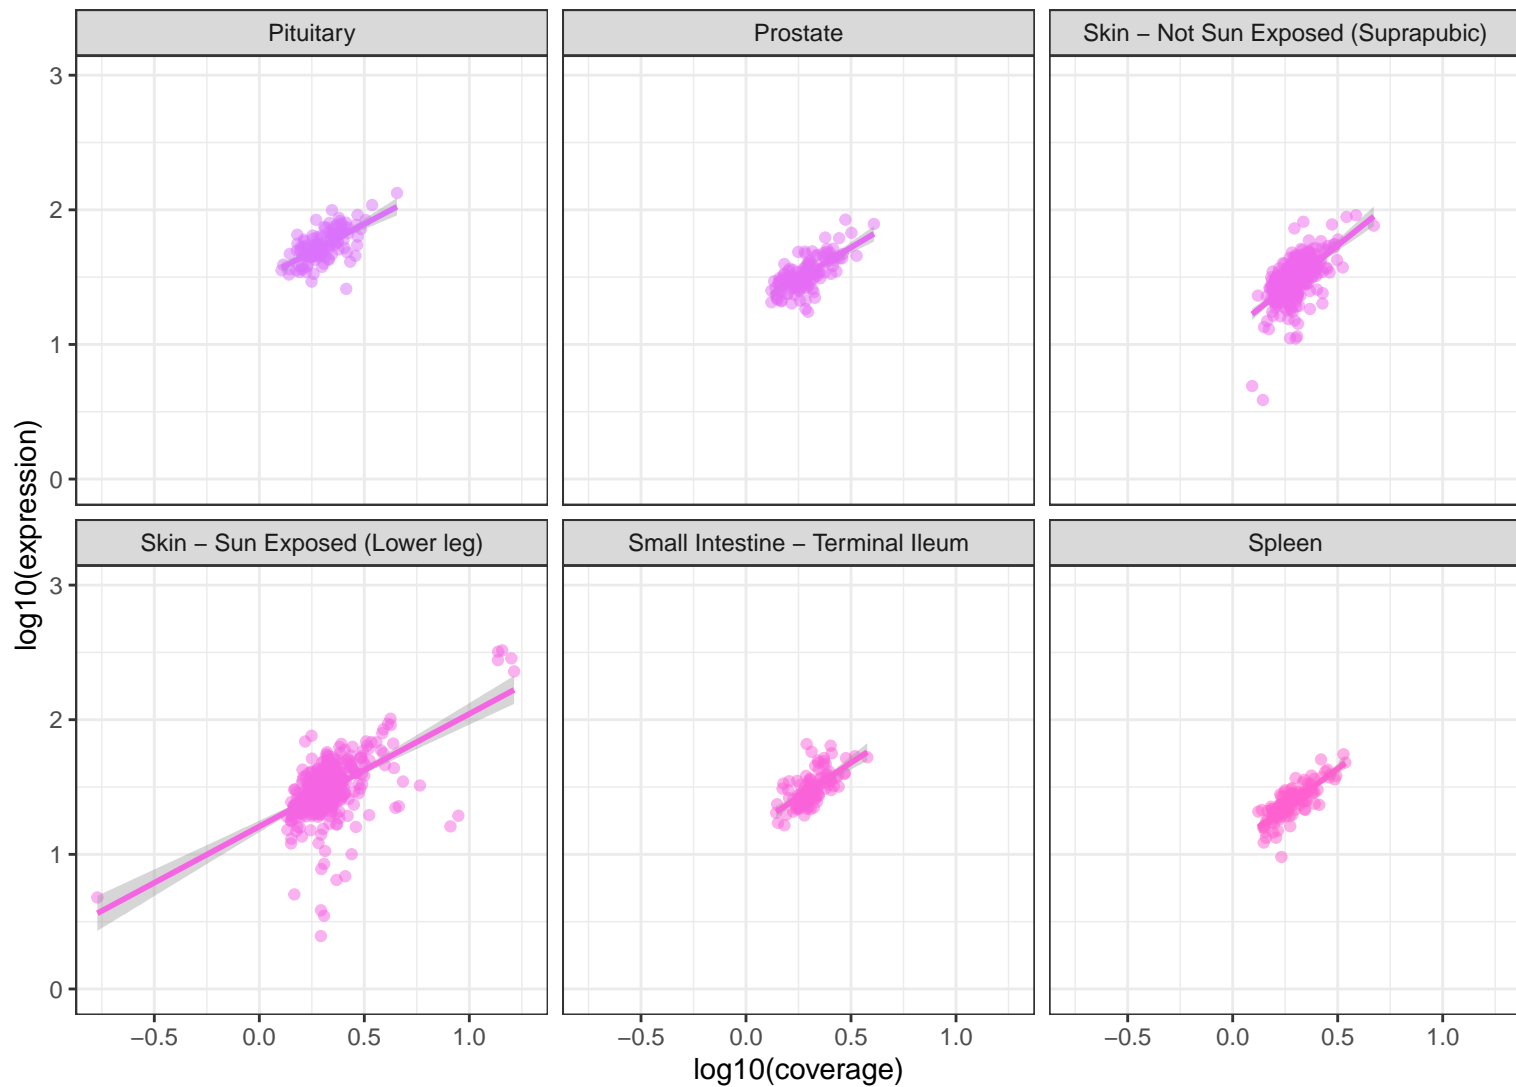 Pituitary
Prostate
Skin − Not Sun Exposed (Suprapubic)
3
2
1
0
Skin − Sun Exposed (Lower leg)
Small Intestine − Terminal Ileum
Spleen
3
2
1
0
−0.5 0.0 0.5 1.0
−0.5 0.0 0.5 1.0
−0.5 0.0 0.5 1.0
log10(coverage)
log10(expression)